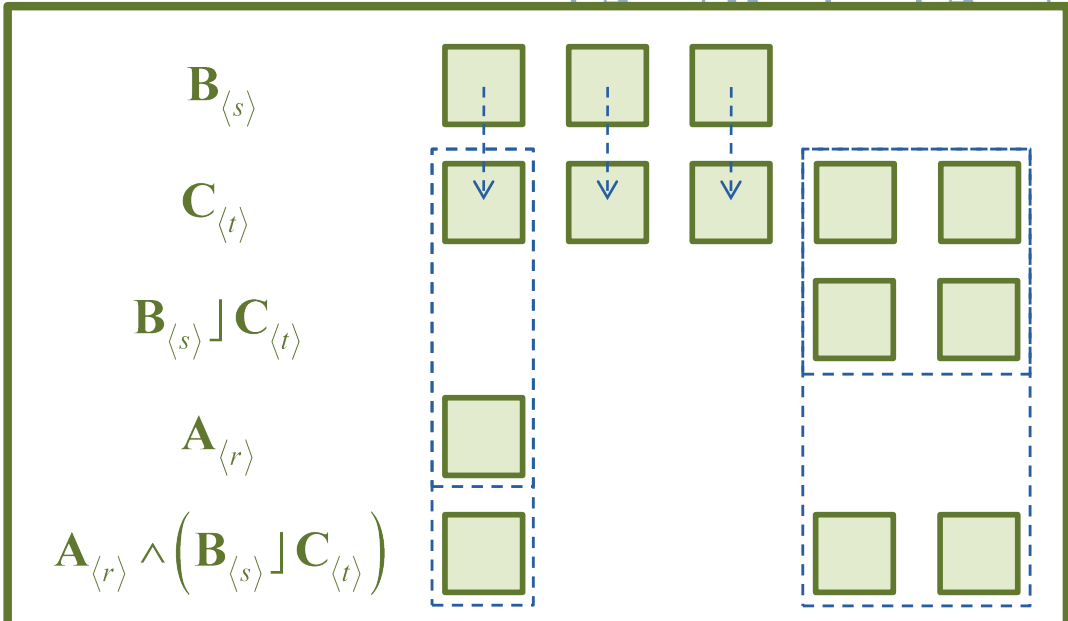 B⟨s⟩
C⟨t⟩
B⟨s⟩ ⌋ C⟨t⟩
A⟨r⟩
A⟨r⟩ ∧ (B⟨s⟩ ⌋ C⟨t⟩)